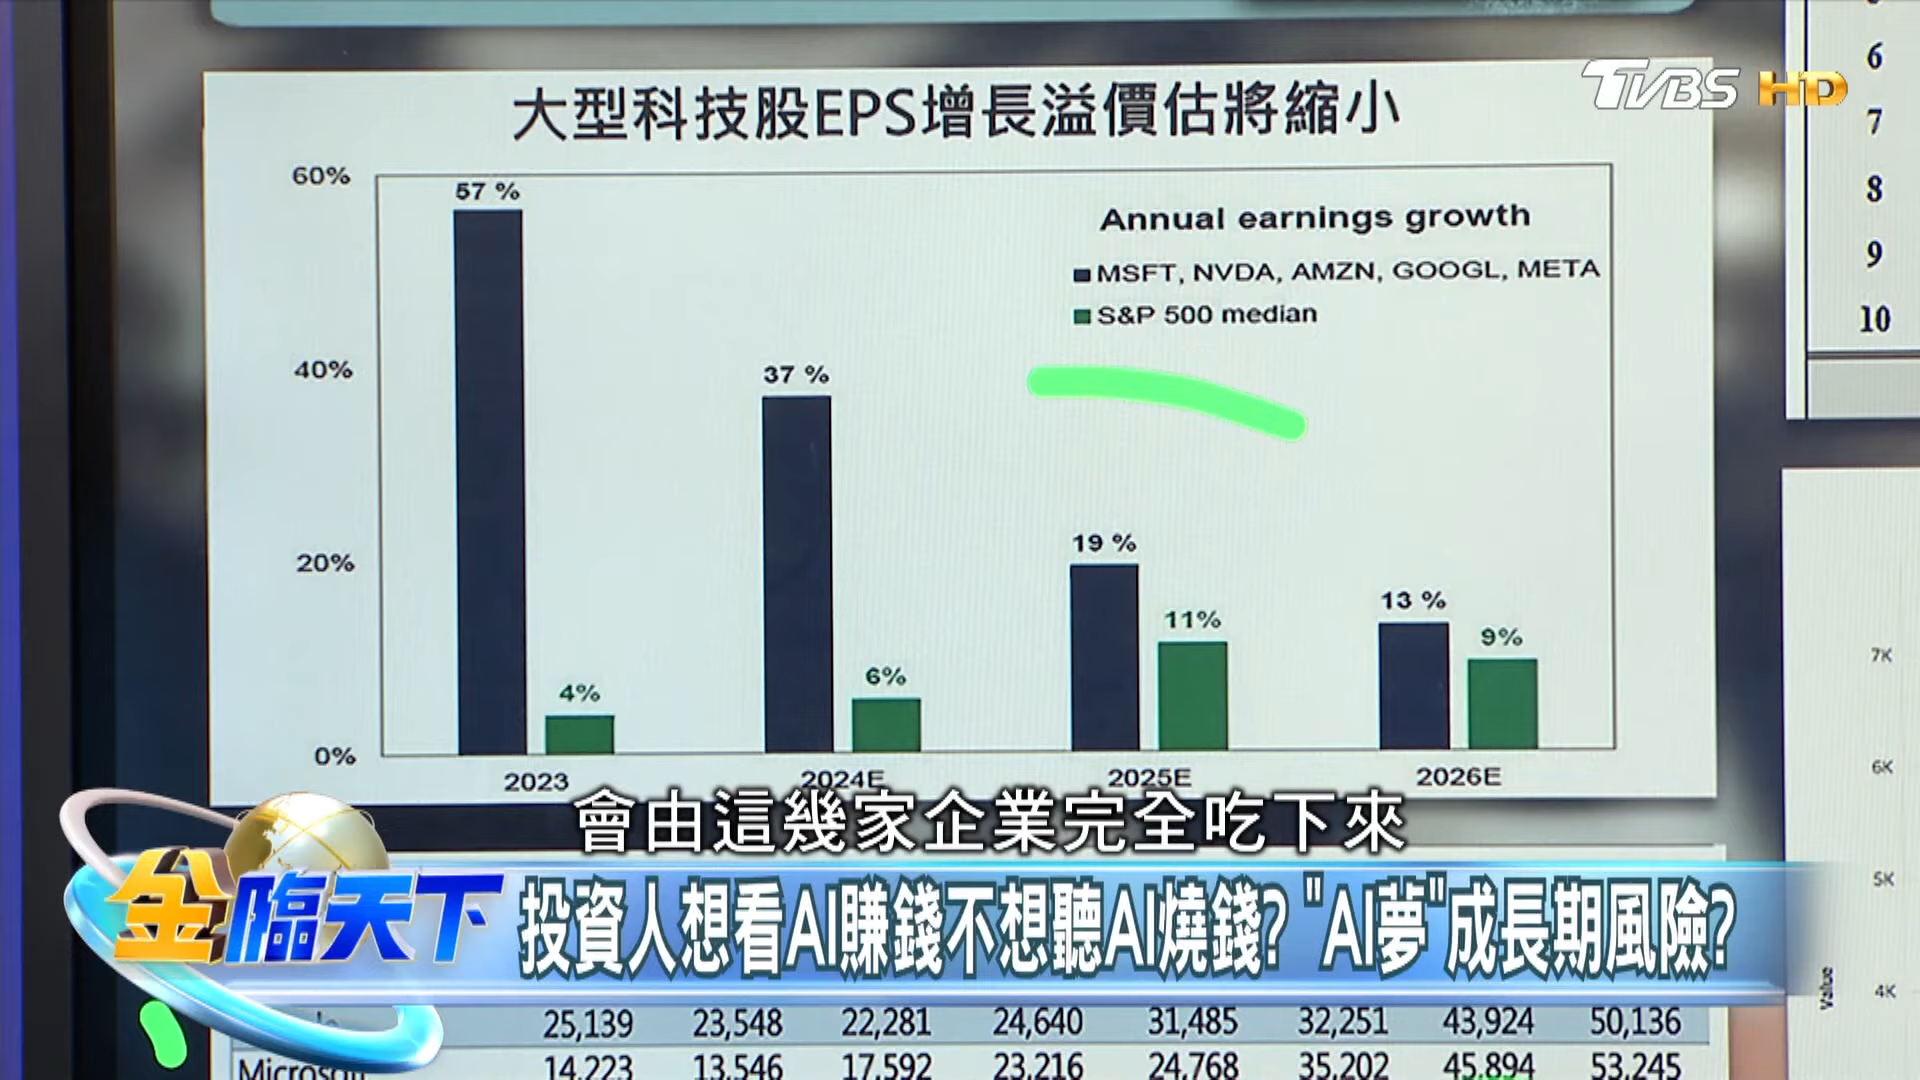 大型科技股EPS增長溢價估將縮小
TVBS HD
60%
40%
20%
0%
57 %
4%
37 %
6%
19 %
11%
13 %
9%
Annual earnings growth
MSFT, NVDA, AMZN, GOOGL, META
S&P 500 median
2023
2024E
2025E
2026E
6
7
8
9
10
7K
6K
5K
4K
Value
會由這幾家企業完全吃下來
金臨天下
投資人想看AI賺錢不想聽AI燒錢? "AI夢"成長期風險?
25,139 23,548 22,281 24,640 31,485 32,251 43,924 50,136
Microsoft 14,223 13,546 17,592 23,216 24,768 35,202 45,894 53,245